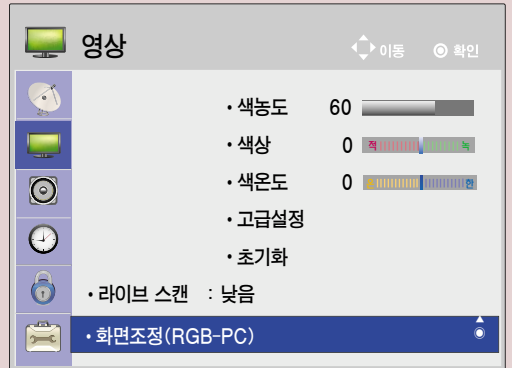 영상 이동 ◉ 확인
• 색농도 60
• 색상 0 적 녹
• 색온도 0 온 한
• 고급설정
• 초기화
• 라이브 스캔 : 낮음
• 화면조정(RGB-PC)